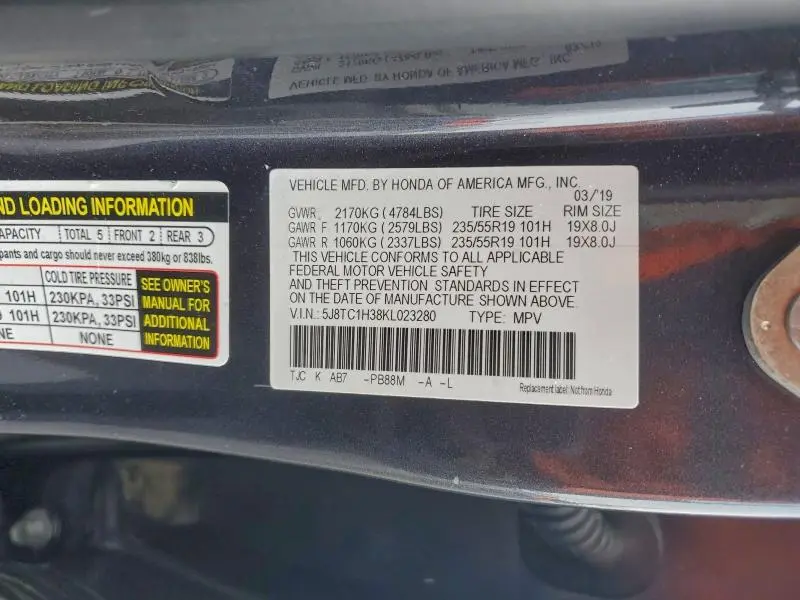 ND LOADING INFORMATION
APACITY TOTAL 5 FRONT 2 REAR 3
pants and cargo should never exceed 380kg or 838lbs.
COLD TIRE PRESSURE
101H 230KPA, 33PSI
101H 230KPA, 33PSI
NE NONE
SEE OWNER'S
MANUAL FOR
ADDITIONAL
INFORMATION
VEHICLE MFD. BY HONDA OF AMERICA MFG., INC.
03/19
GVWR 2170KG (4784LBS) TIRE SIZE RIM SIZE
GAWR F 1170KG (2579LBS) 235/55R19 101H 19X8.0J
GAWR R 1060KG (2337LBS) 235/55R19 101H 19X8.0J
THIS VEHICLE CONFORMS TO ALL APPLICABLE
FEDERAL MOTOR VEHICLE SAFETY
AND THEFT PREVENTION STANDARDS IN EFFECT
ON THE DATE OF MANUFACTURE SHOWN ABOVE.
V.I.N.:5J8TC1H38KL023280 TYPE: MPV
TJC K AB7 -PB88M -A -L
Replacement label: Not from Honda